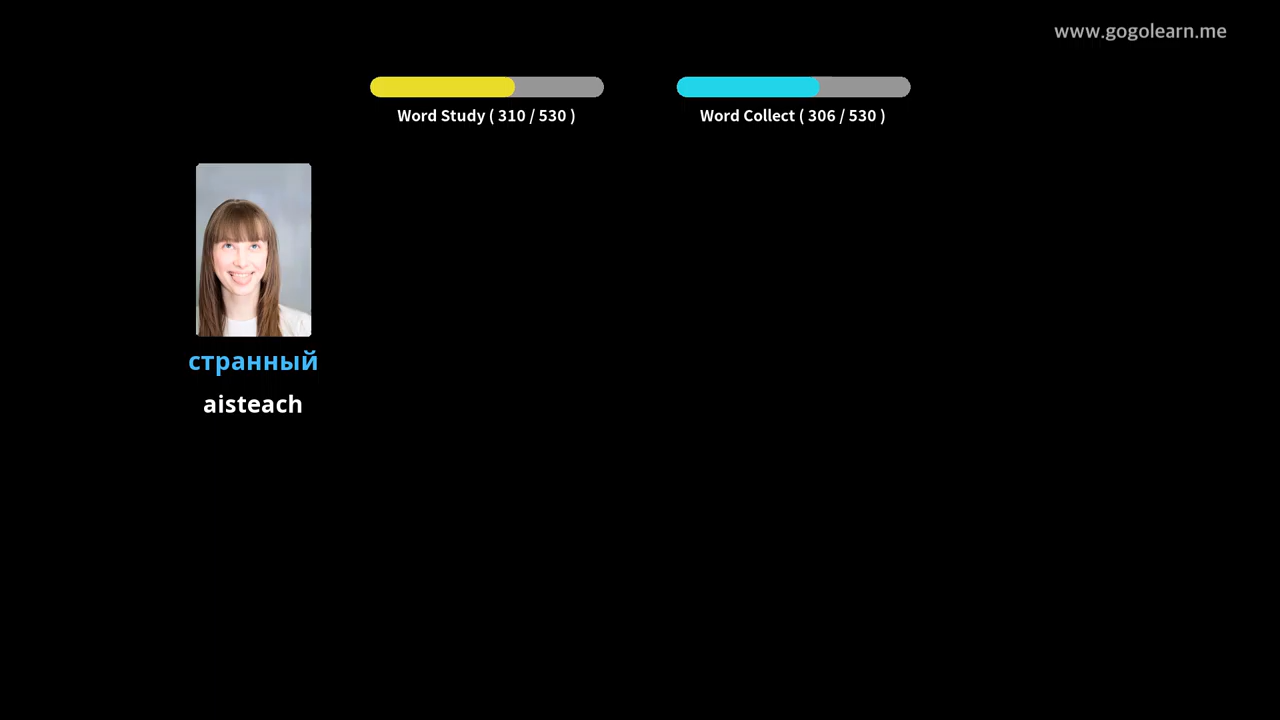 www.gogolearn.me
Word Study ( 310 / 530 )
Word Collect ( 306 / 530 )
странный
aisteach